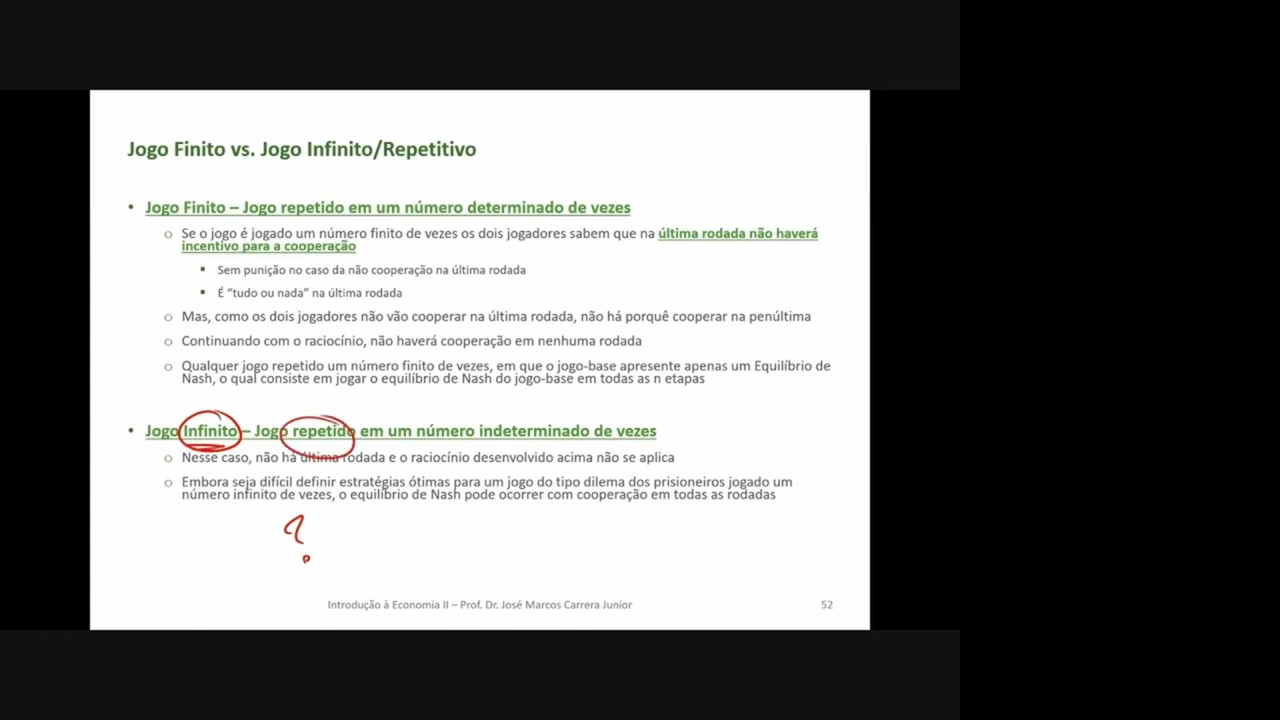 Jogo Finito vs. Jogo Infinito/Repetitivo
• Jogo Finito – Jogo repetido em um número determinado de vezes
o Se o jogo é jogado um número finito de vezes os dois jogadores sabem que na última rodada não haverá
incentivo para a cooperação
▪ Sem punição no caso da não cooperação na última rodada
▪ É “tudo ou nada” na última rodada
o Mas, como os dois jogadores não vão cooperar na última rodada, não há porquê cooperar na penúltima
o Continuando com o raciocínio, não haverá cooperação em nenhuma rodada
o Qualquer jogo repetido um número finito de vezes, em que o jogo-base apresente apenas um Equilíbrio de
Nash, o qual consiste em jogar o equilíbrio de Nash do jogo-base em todas as n etapas
• Jogo Infinito – Jogo repetido em um número indeterminado de vezes
o Nesse caso, não há última rodada e o raciocínio desenvolvido acima não se aplica
o Embora seja difícil definir estratégias ótimas para um jogo do tipo dilema dos prisioneiros jogado um
número infinito de vezes, o equilíbrio de Nash pode ocorrer com cooperação em todas as rodadas
?
Introdução à Economia II – Prof. Dr. José Marcos Carrera Junior
52